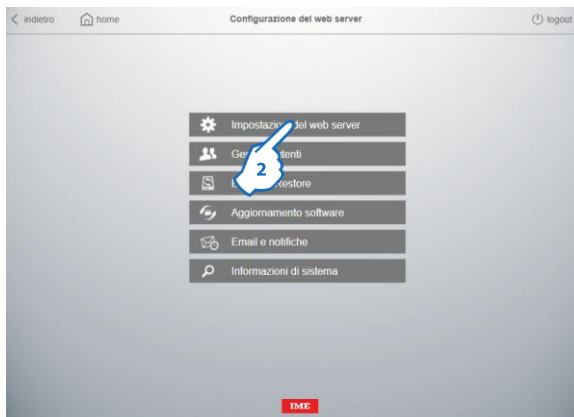 indietro home Configurazione del web server logout
Impostazioni del web server
2
Aggiornamento software
Email e notifiche
Informazioni di sistema
IME